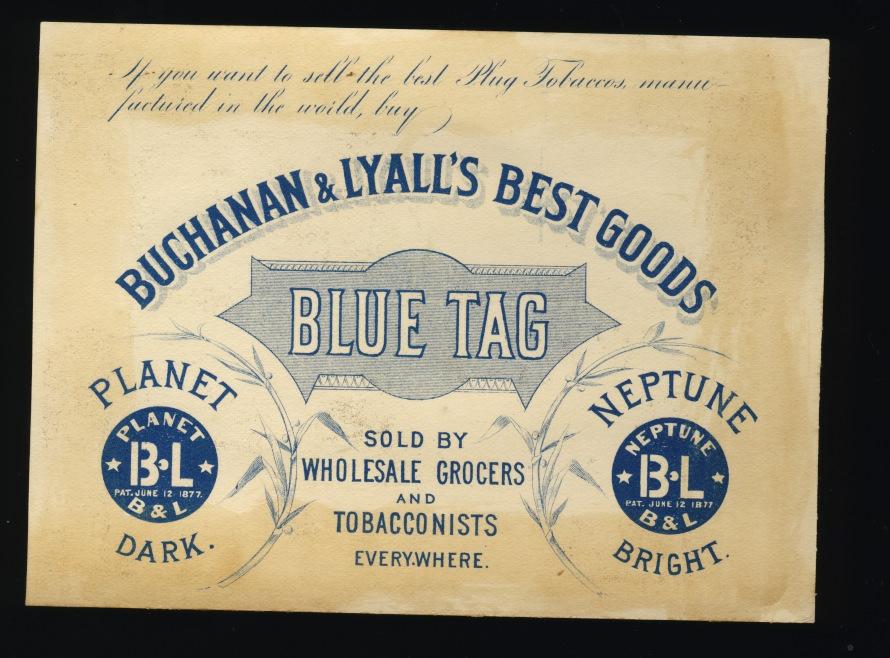 If you want to sell the best Plug Tobaccos, manu-
factured in the world, buy
BUCHANAN & LYALL'S BEST GOODS
BLUE TAG
PLANET
PLANET
B·L
PAT. JUNE 12 1877.
B & L
DARK.
SOLD BY
WHOLESALE GROCERS
AND
TOBACCONISTS
EVERYWHERE.
NEPTUNE
NEPTUNE
B·L
PAT. JUNE 12 1877
B & L
BRIGHT.